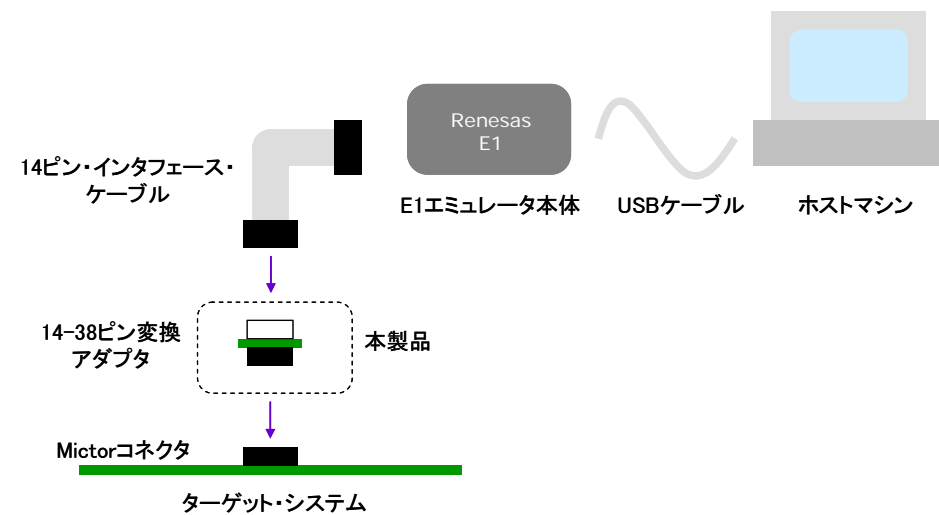 Renesas
E1
14ピン・インタフェース・
ケーブル
E1エミュレータ本体
USBケーブル
ホストマシン
14-38ピン変換
アダプタ
本製品
Mictorコネクタ
ターゲット・システム